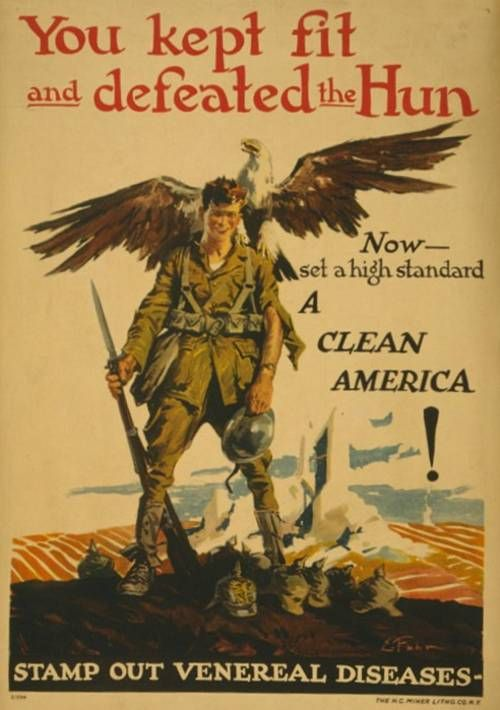 You kept fit
and defeated the Hun
Now—
set a high standard
A
CLEAN
AMERICA
!
STAMP OUT VENEREAL DISEASES-
THE H.C. MINER LITHO. CO. N.Y.